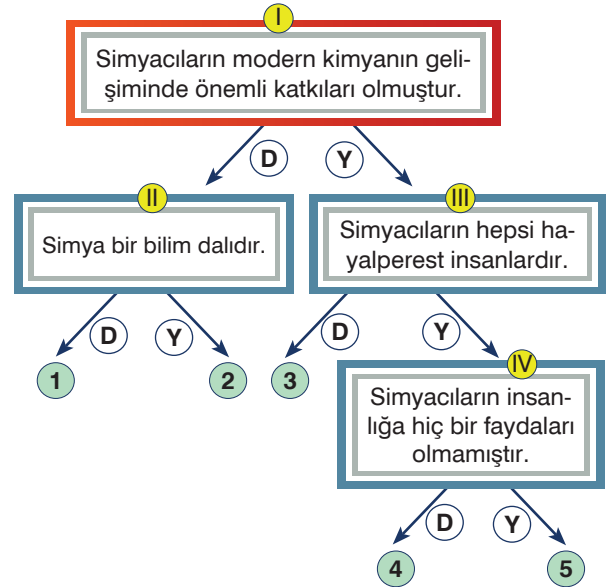 I
Simyacıların modern kimyanın geli-
şiminde önemli katkıları olmuştur.
D
Y
II
Simya bir bilim dalıdır.
III
Simyacıların hepsi ha-
yalperest insanlardır.
D
Y
D
Y
1
2
3
IV
Simyacıların insan-
lığa hiç bir faydaları
olmamıştır.
D
Y
4
5